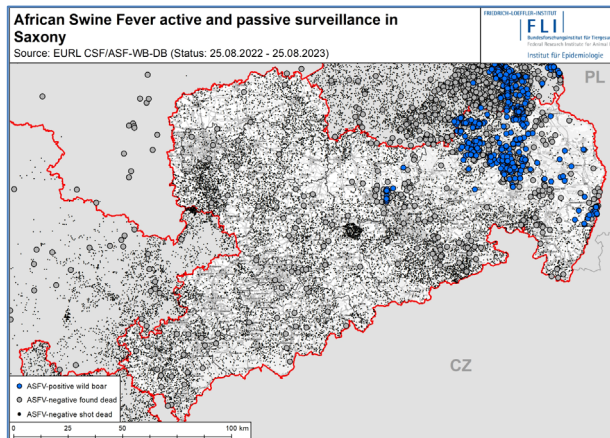 African Swine Fever active and passive surveillance in
Saxony
Source: EURL CSF/ASF-WB-DB (Status: 25.08.2022 - 25.08.2023)
FRIEDRICH-LOEFFLER-INSTITUT
FLI
Bundesforschungsinstitut für
Federal Research Institute for Animal
Institut für Epidemiologie
PL
CZ
ASFV-positive wild boar
ASFV-negative found dead
ASFV-negative shot dead
0 25 50 100 km